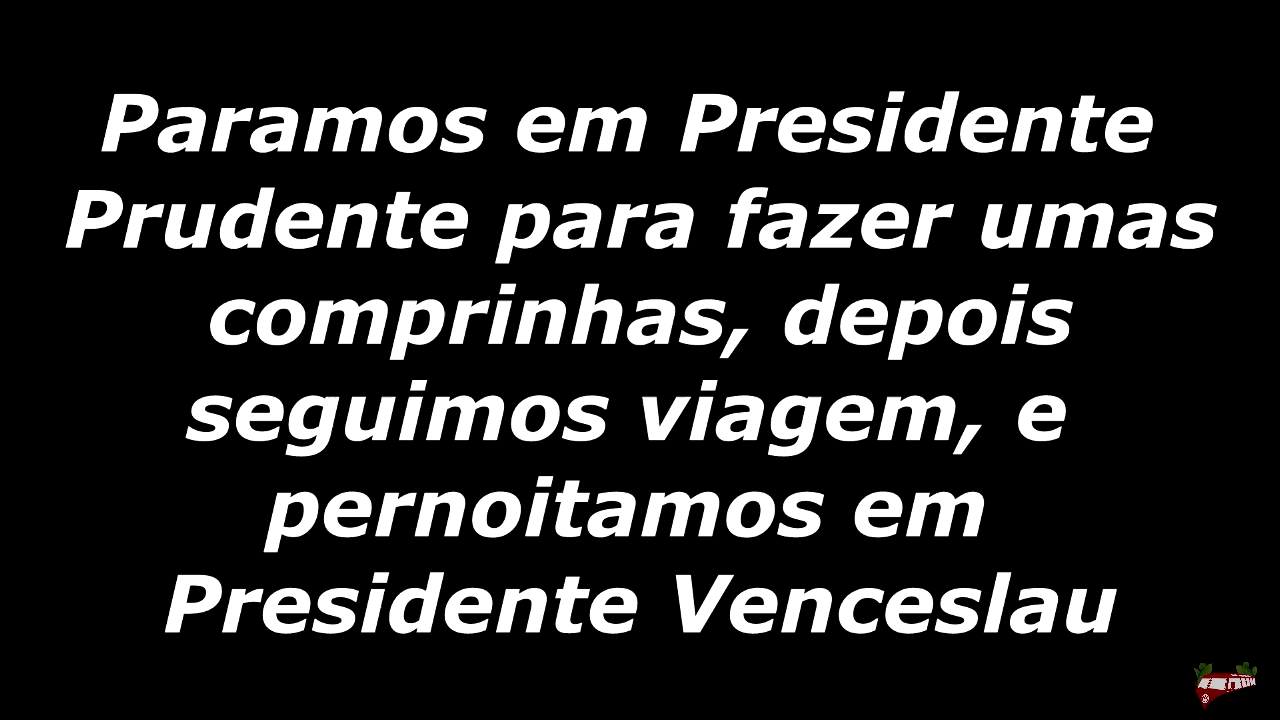 Paramos em Presidente
Prudente para fazer umas
comprinhas, depois
seguimos viagem, e
pernoitamos em
Presidente Venceslau